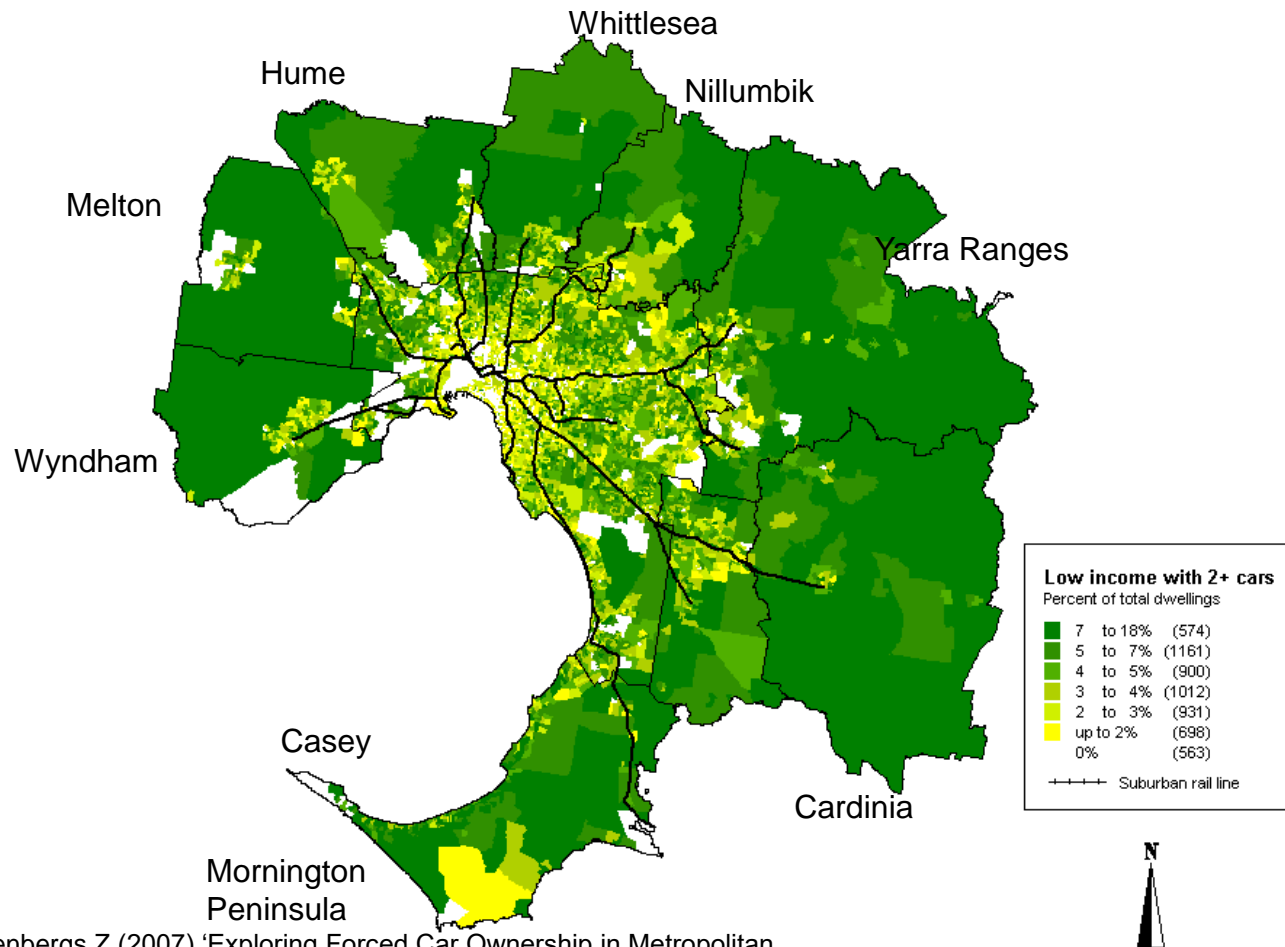 Whittlesea
Hume
Nillumbik
Melton
Yarra Ranges
Wyndham
Low income with 2+ cars
Percent of total dwellings
7 to 18% (574)
5 to 7% (1161)
4 to 5% (900)
3 to 4% (1012)
2 to 3% (931)
up to 2% (698)
0% (563)
Suburban rail line
Casey
Cardinia
Mornington
Peninsula
N
Z (2007) ‘Exploring Forced Car Ownership in Metropolitan